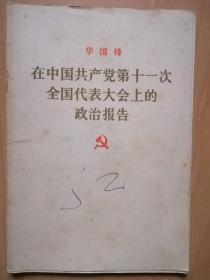 华国锋
在中国共产党第十一次
全国代表大会上的
政治报告